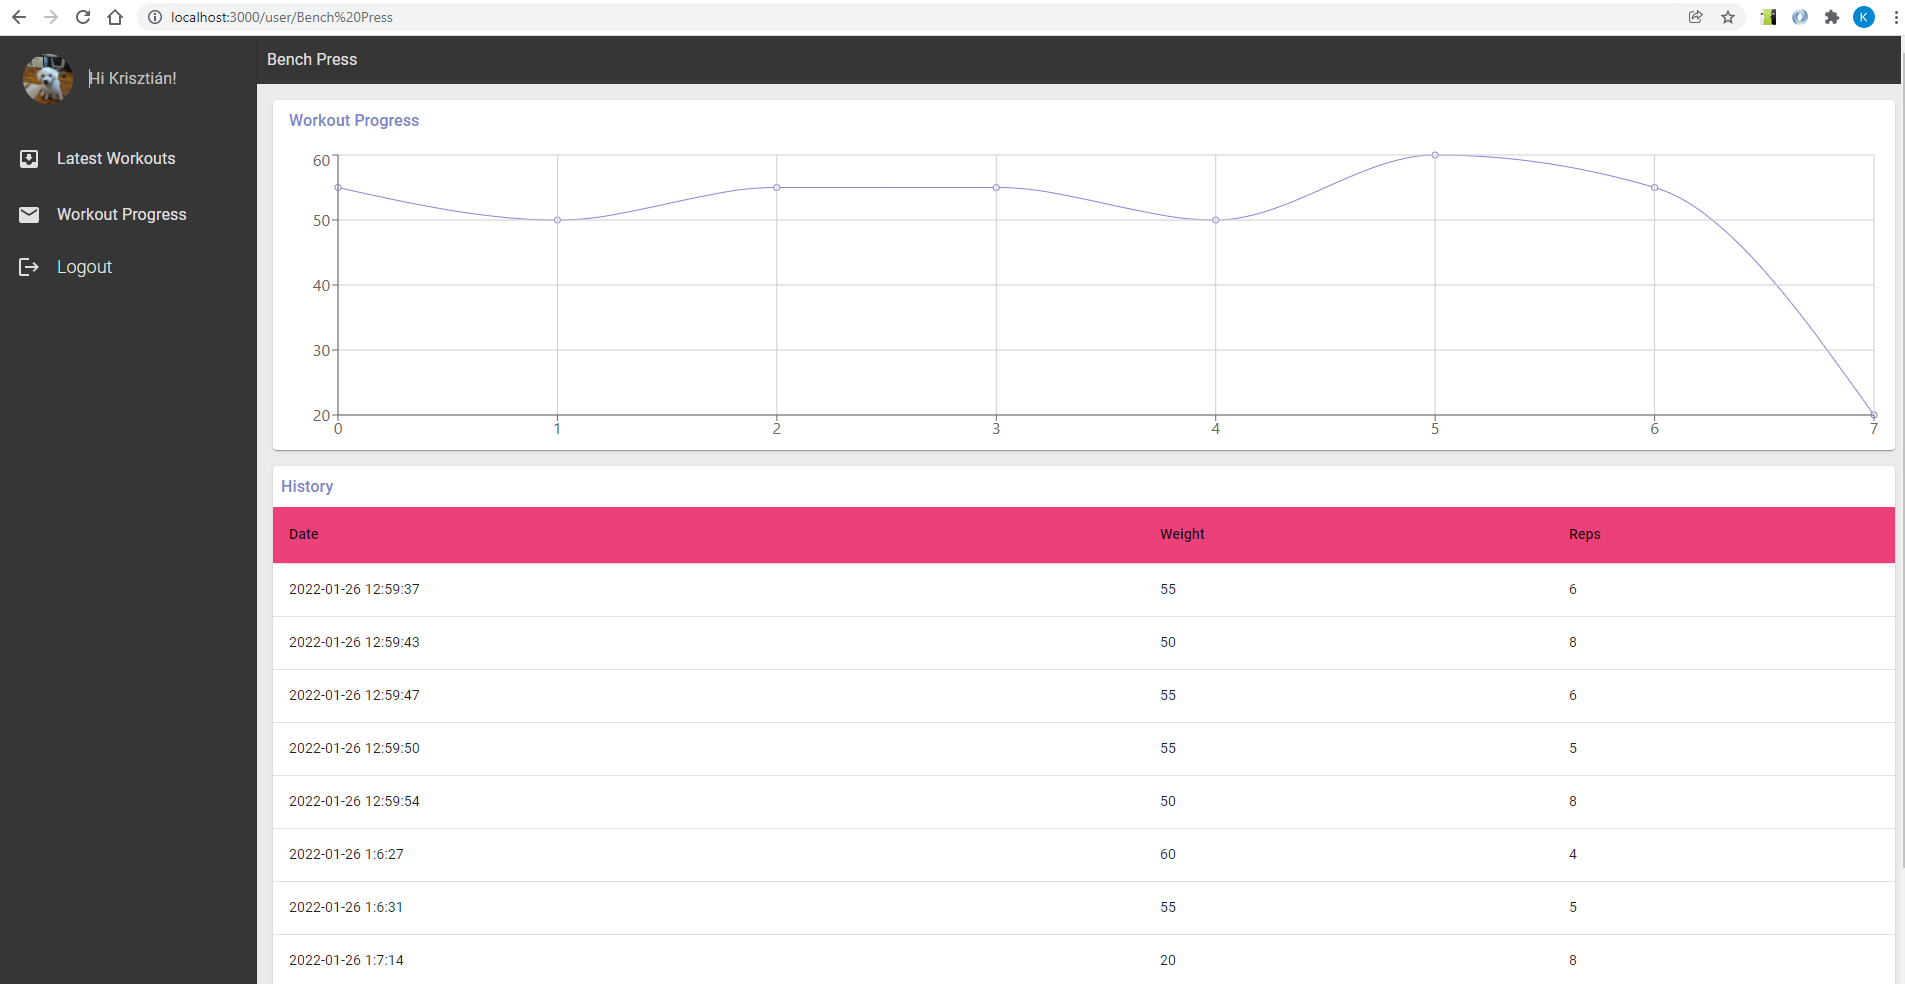 localhost:3000/user/Bench%20Press
K
Hi Krisztián!
Latest Workouts
Workout Progress
Logout
Bench Press
Workout Progress
60
50
40
30
20
0 1 2 3 4 5 6 7
History
Date Weight Reps
2022-01-26 12:59:37 55 6
2022-01-26 12:59:43 50 8
2022-01-26 12:59:47 55 6
2022-01-26 12:59:50 55 5
2022-01-26 12:59:54 50 8
2022-01-26 1:6:27 60 4
2022-01-26 1:6:31 55 5
2022-01-26 1:7:14 20 8